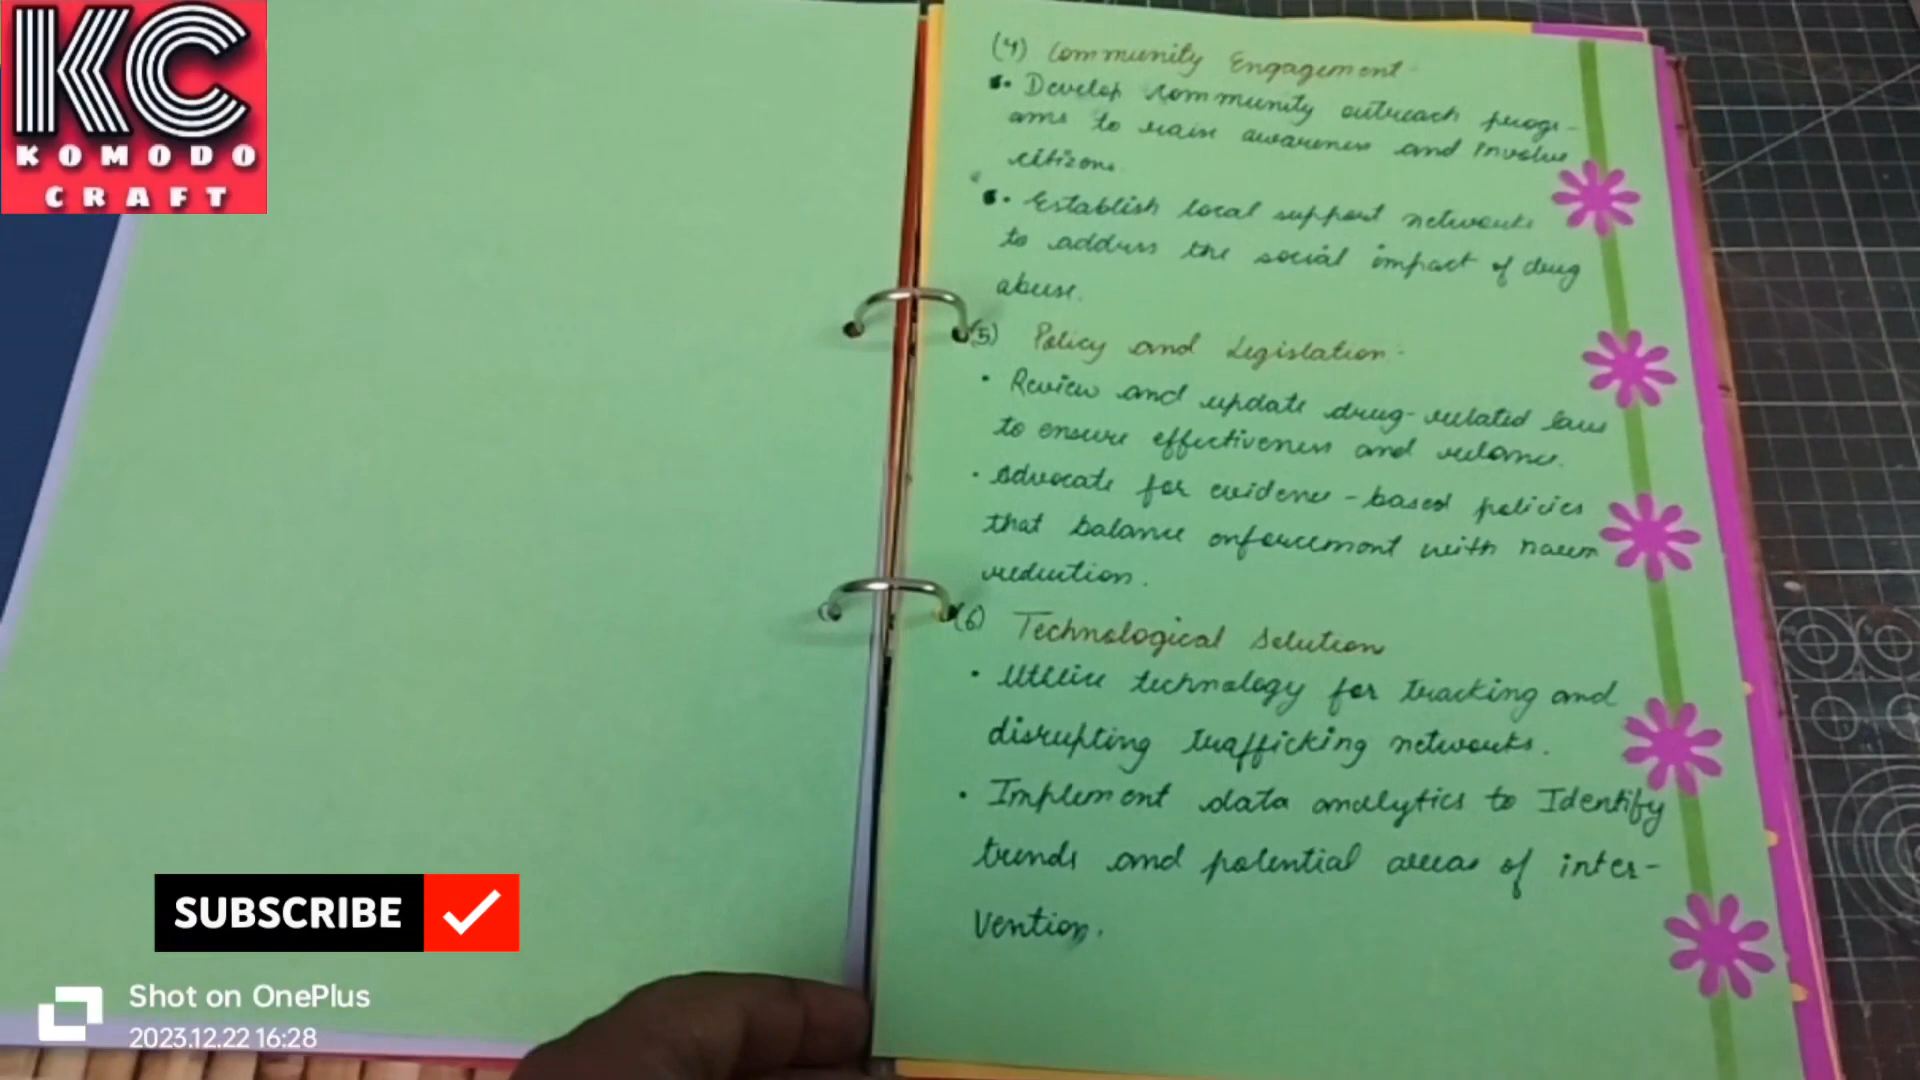 KC
KOMODO
CRAFT
(4) Community Engagement-
• Develop community outreach progr-
ams to raise awareness and Involve
citizens.
• Establish local support networks
to address the social impact of drug
abuse.
(5) Policy and Legislation:-
• Review and update drug-related laws
to ensure effectiveness and
• Advocate for evidence-based policies
that balance enforcement with harm
reduction.
(6) Technological Solution
• Utilize technology for tracking and
disrupting trafficking networks.
• Implement data analytics to Identify
trends and potential areas of inter-
vention.
SUBSCRIBE
Shot on OnePlus
2023.12.22 16:28